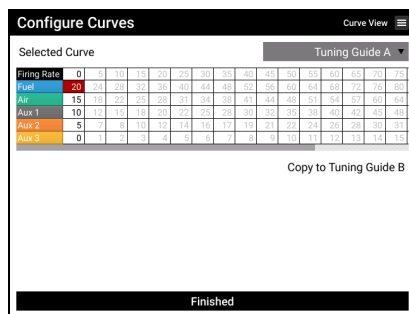 Configure Curves
Curve View
Selected Curve
Tuning Guide A
Firing Rate 0 5 10 15 20 25 30 35 40 45 50 55 60 65 70 75
Fuel 20 24 28 32 36 40 44 48 52 56 60 64 68 72 76 80
Air 15 18 22 25 28 31 34 38 41 44 48 51 54 57 60 64
Aux 1 10 12 15 18 20 22 25 28 30 32 35 38 40 42 45 48
Aux 2 5 7 8 10 12 14 16 17 19 21 22 24 26 28 30 31
Aux 3 0 1 2 3 4 5 6 7 8 9 10 11 12 13 14 15
Copy to Tuning Guide B
Finished